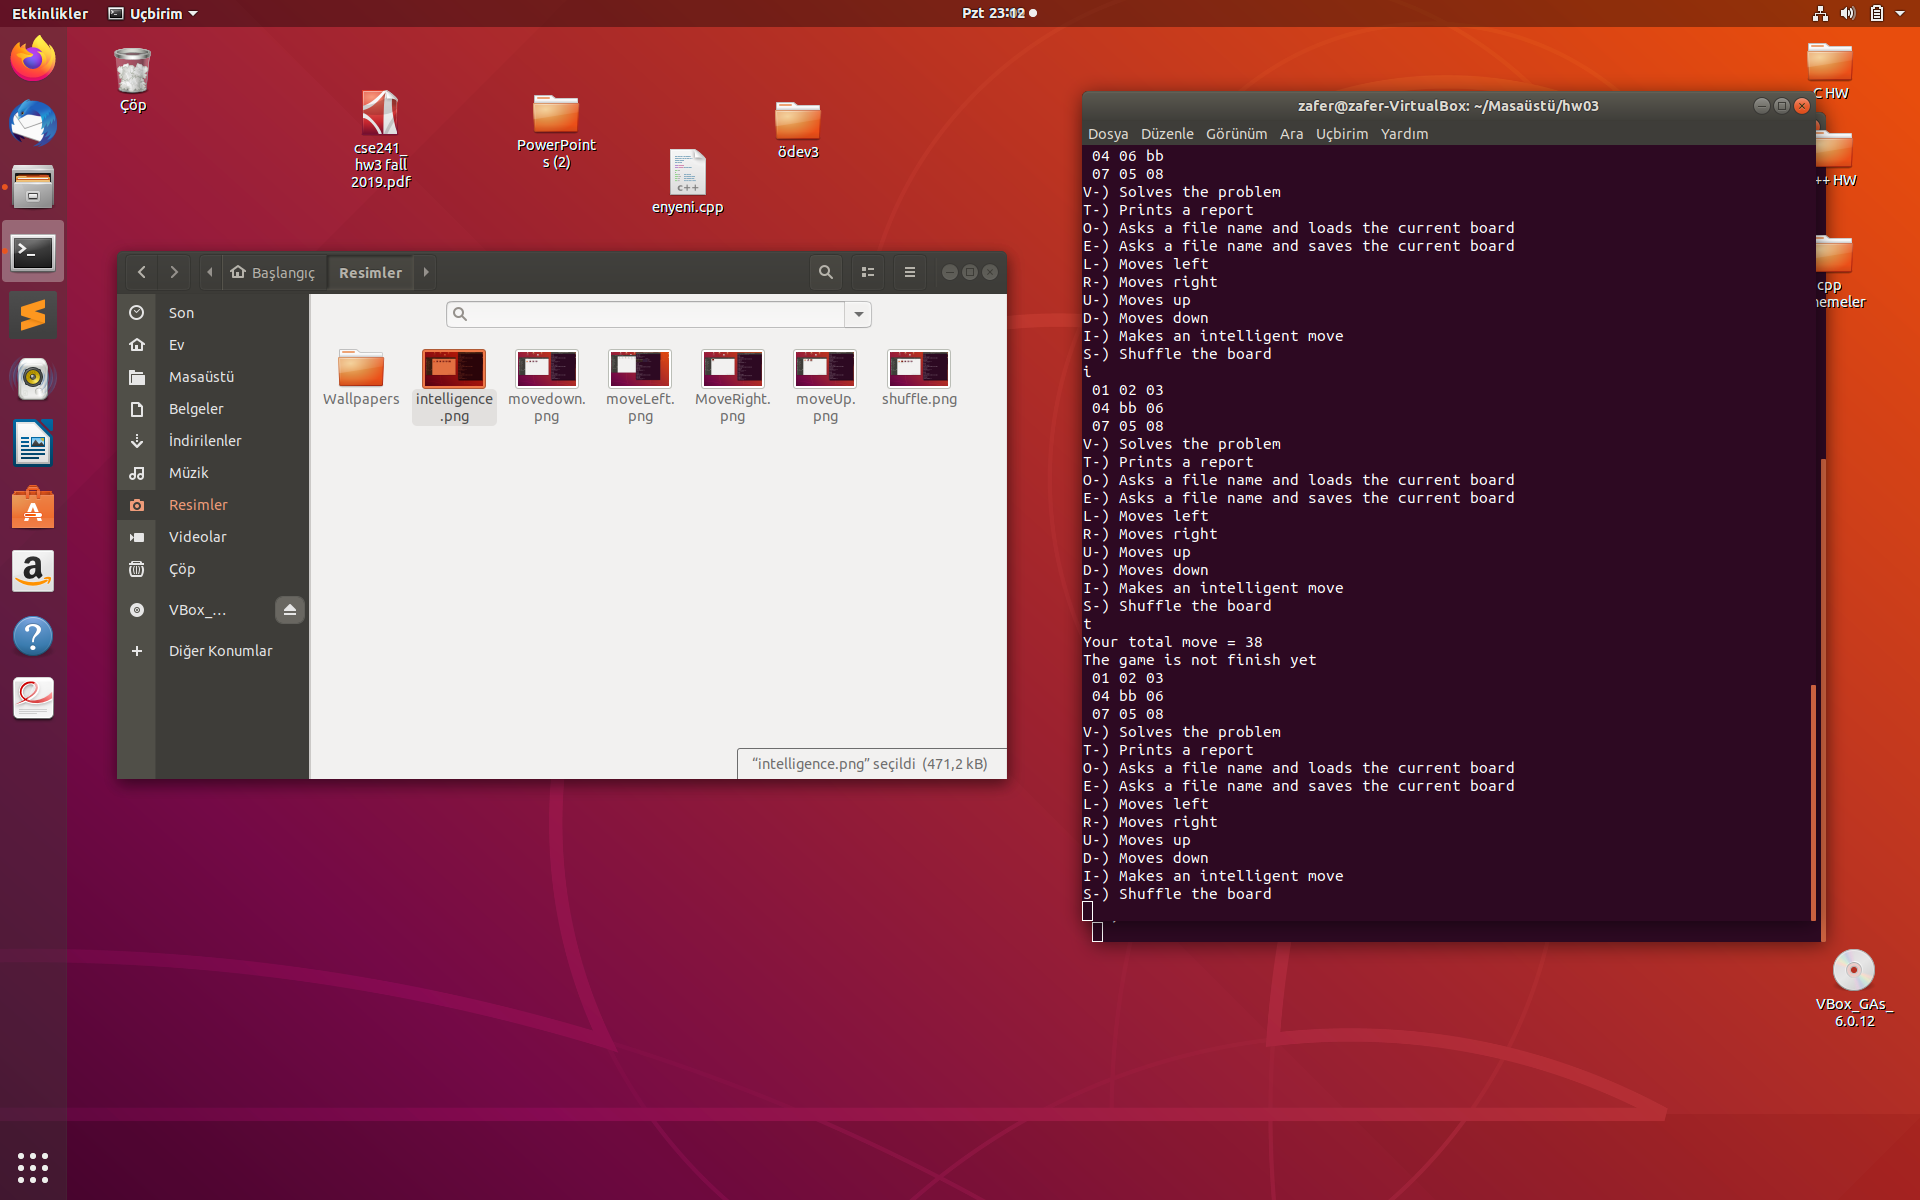 Etkinlikler
Uçbirim
Pzt
Çöp
cse241_
hw3 fall
2019.pdf
PowerPoint
s (2)
c++
enyeni.cpp
ödev3
C HW
++ HW
cpp
VBox_GAs_
6.0.12
Başlangıç
Resimler
Son
Ev
Masaüstü
Belgeler
İndirilenler
Müzik
Resimler
Videolar
Çöp
VBox_...
Diğer Konumlar
Wallpapers
intelligence
.png
movedown.
png
moveLeft.
png
MoveRight.
png
moveUp.
png
shuffle.png
“intelligence.png” seçildi (471,2 kB)
zafer@zafer-VirtualBox: ~/Masaüstü/hw03
Dosya Düzenle Görünüm Ara Uçbirim Yardım
04 06 bb
07 05 08
V-) Solves the problem
T-) Prints a report
O-) Asks a file name and loads the current board
E-) Asks a file name and saves the current board
L-) Moves left
R-) Moves right
U-) Moves up
D-) Moves down
I-) Makes an intelligent move
S-) Shuffle the board
i
01 02 03
04 bb 06
07 05 08
V-) Solves the problem
T-) Prints a report
O-) Asks a file name and loads the current board
E-) Asks a file name and saves the current board
L-) Moves left
R-) Moves right
U-) Moves up
D-) Moves down
I-) Makes an intelligent move
S-) Shuffle the board
t
Your total move = 38
The game is not finish yet
01 02 03
04 bb 06
07 05 08
V-) Solves the problem
T-) Prints a report
O-) Asks a file name and loads the current board
E-) Asks a file name and saves the current board
L-) Moves left
R-) Moves right
U-) Moves up
D-) Moves down
I-) Makes an intelligent move
S-) Shuffle the board